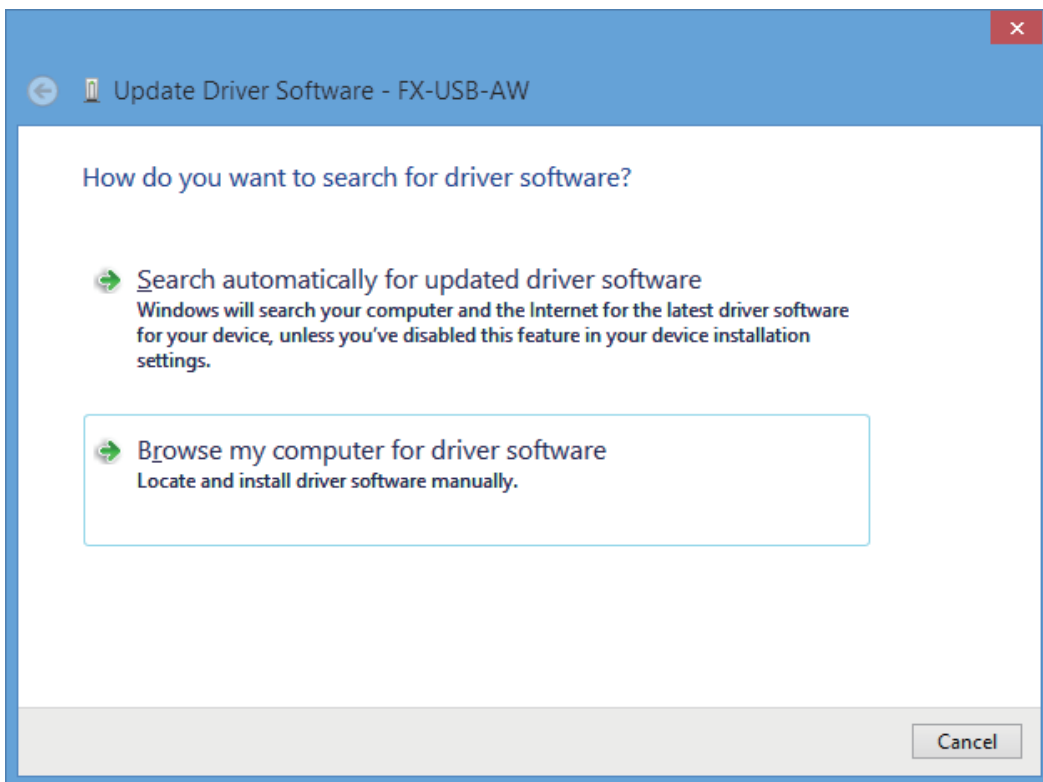 Update Driver Software - FX-USB-AW
How do you want to search for driver software?
Search automatically for updated driver software
Windows will search your computer and the Internet for the latest driver software
for your device, unless you've disabled this feature in your device installation
settings.
Browse my computer for driver software
Locate and install driver software manually.
Cancel